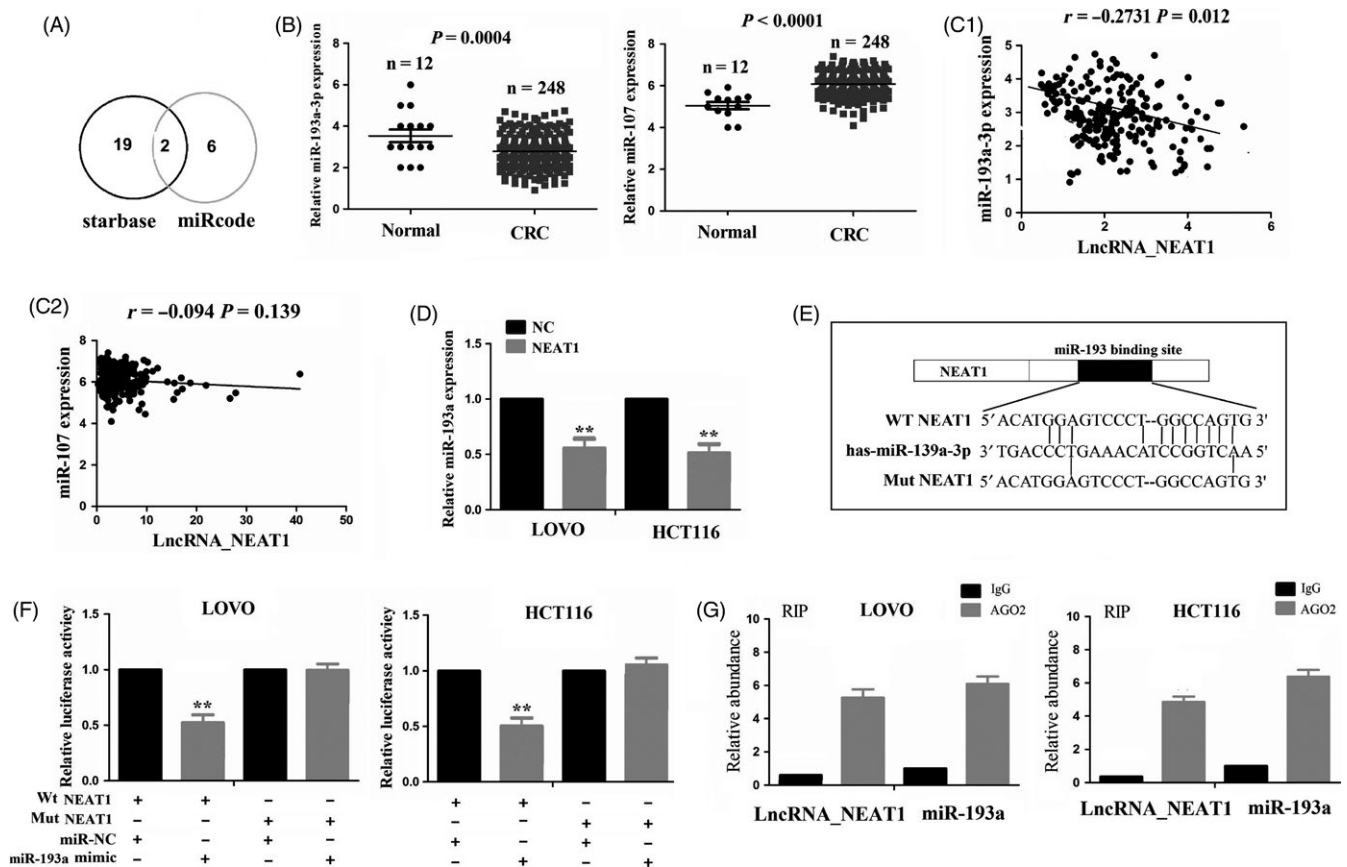 (A)
19 2 6
starbase miRcode
(B)
P = 0.0004
n = 12
n = 248
Relative miR-193a-3p expression
8
6
4
2
0
Normal CRC
P < 0.0001
n = 12
n = 248
Relative miR-107 expression
8
6
4
2
0
Normal CRC
(C1)
r = −0.2731 P = 0.012
miR-193a-3p expression
5
4
3
2
1
0
0 2 4 6
LncRNA_NEAT1
(C2)
r = −0.094 P = 0.139
miR-107 expression
8
6
4
2
0
0 10 20 30 40 50
LncRNA_NEAT1
(D)
NC
NEAT1
Relative miR-193a expression
1.5
1.0
0.5
0.0
** **
LOVO HCT116
(E)
miR-193 binding site
NEAT1
WT NEAT1 5′ ACATGGAGTCCCT--GGCCAGTG 3'
has-miR-139a-3p 3′ TGACCCTGAAACATCCGGTCAA 5'
Mut NEAT1 5′ ACATGGAGTCCCT--GGCCAGTG 3'
(F)
LOVO
Relative luciferase activiey
1.5
1.0
0.5
0.0
**
HCT116
Relative luciferase activiey
1.5
1.0
0.5
0.0
**
Wt NEAT1 + + − − + + − −
Mut NEAT1 − − + + − − + +
miR-NC + − + − + − + −
miR-193a mimic − + − + − + − +
(G)
IgG
AGO2
RIP LOVO
Relative abundance
8
6
4
2
0
LncRNA_NEAT1 miR-193a
IgG
AGO2
RIP HCT116
Relative abundance
8
6
4
2
0
LncRNA_NEAT1 miR-193a